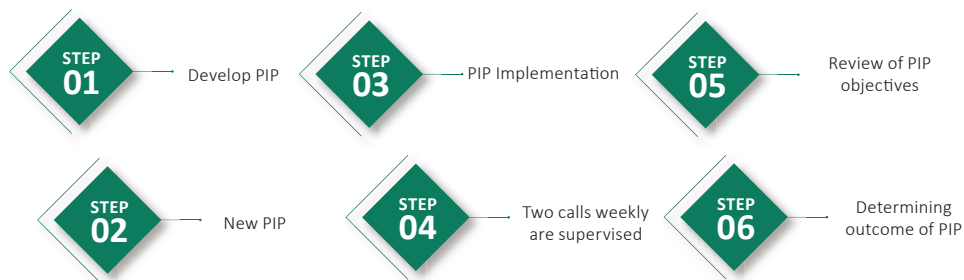 STEP
01
Develop PIP
STEP
02
New PIP
STEP
03
PIP Implementation
STEP
04
Two calls weekly
are supervised
STEP
05
Review of PIP
objectives
STEP
06
Determining
outcome of PIP